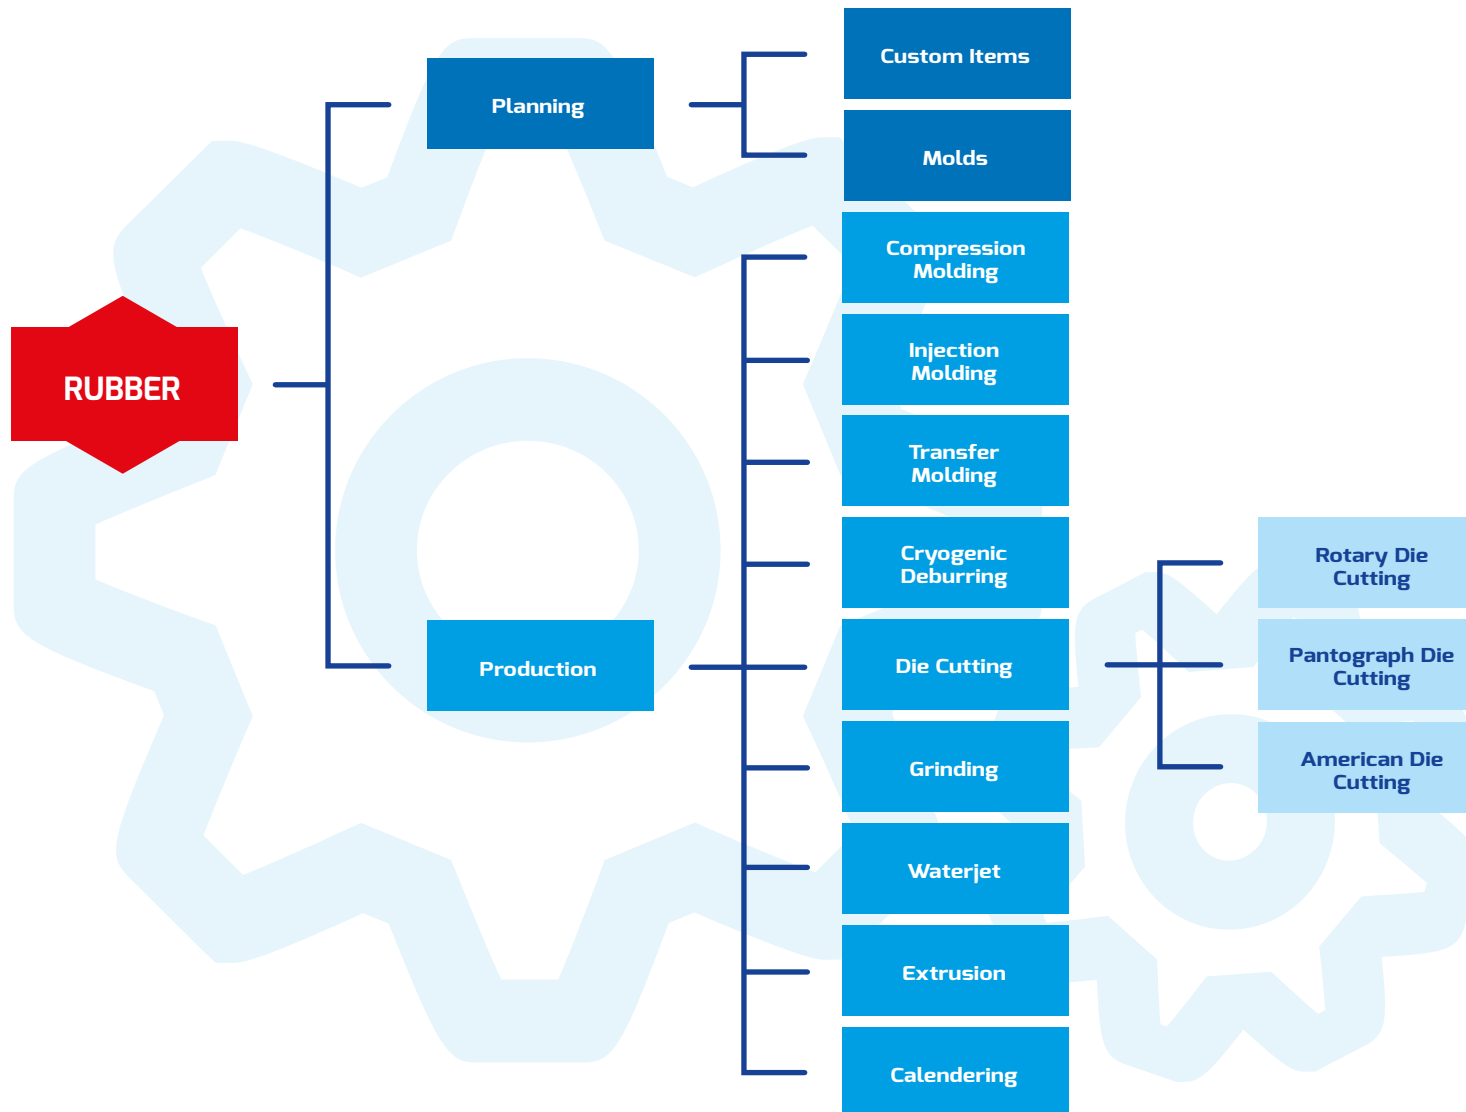 RUBBER
Planning
Custom Items
Molds
Production
Compression
Molding
Injection
Molding
Transfer
Molding
Cryogenic
Deburring
Die Cutting
Rotary Die
Cutting
Pantograph Die
Cutting
American Die
Cutting
Grinding
Waterjet
Extrusion
Calendering